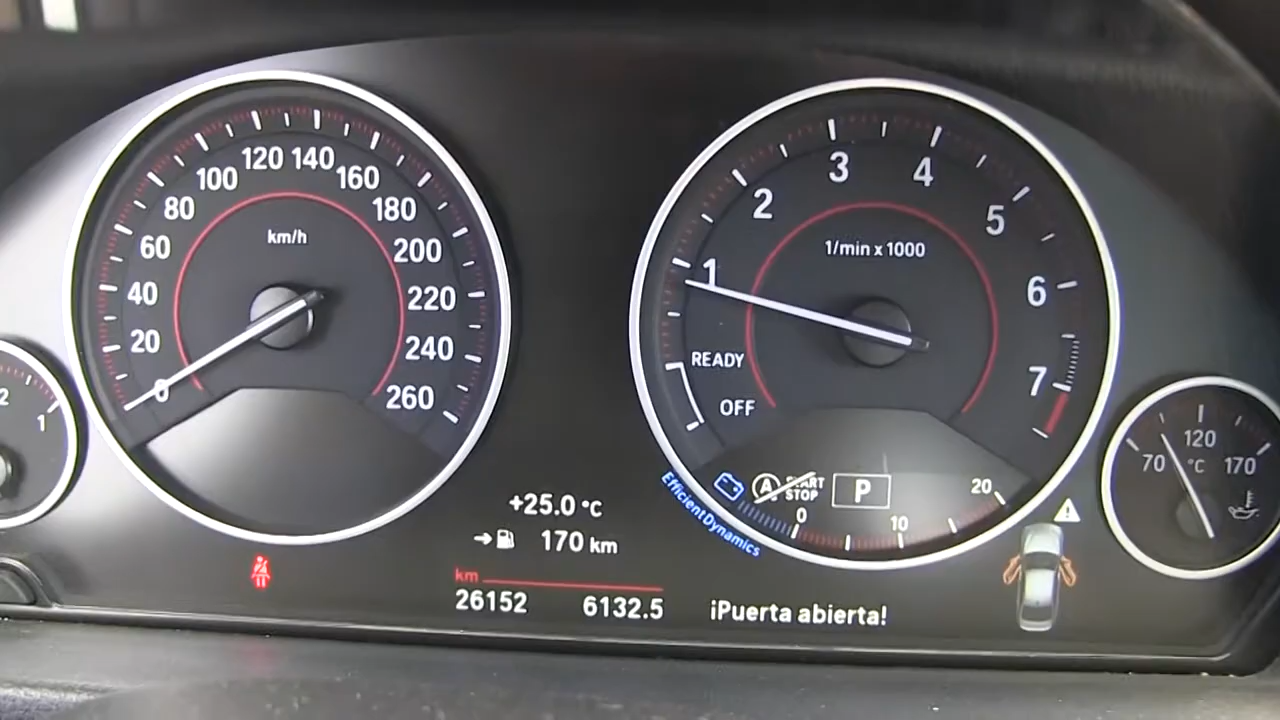 120 140
100 160
80 180
60 200
40 220
20 240
0 260
km/h
2
1
3 4
2 5
1 6
7
1/min x 1000
READY
OFF
A START
STOP
P
0 10 20
EfficientDynamics
70 120 170
°C
+25.0 °C
170 km
km
26152 6132.5
¡Puerta abierta!